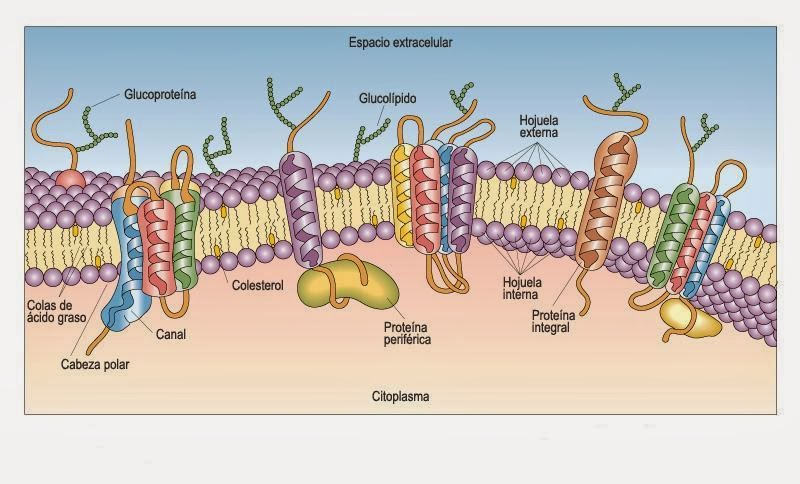 Espacio extracelular
Glucoproteína
Glucolípido
Hojuela
externa
Colas de
ácido graso
Colesterol
Canal
Cabeza polar
Proteína
periférica
Hojuela
interna
Proteína
integral
Citoplasma